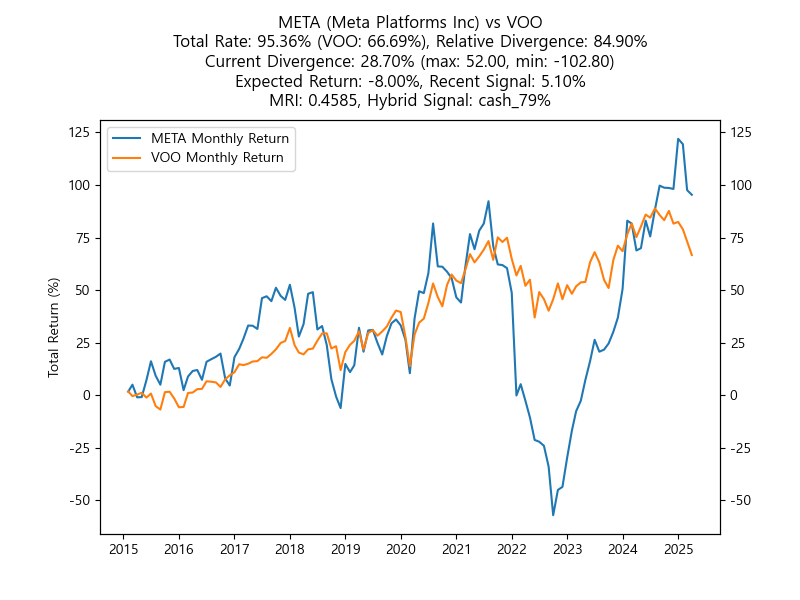 META (Meta Platforms Inc) vs VOO
Total Rate: 95.36% (VOO: 66.69%), Relative Divergence: 84.90%
Current Divergence: 28.70% (max: 52.00, min: -102.80)
Expected Return: -8.00%, Recent Signal: 5.10%
MRI: 0.4585, Hybrid Signal: cash_79%
META Monthly Return
VOO Monthly Return
Total Return (%)
125
100
75
50
25
0
-25
-50
125
100
75
50
25
0
-25
-50
2015 2016 2017 2018 2019 2020 2021 2022 2023 2024 2025